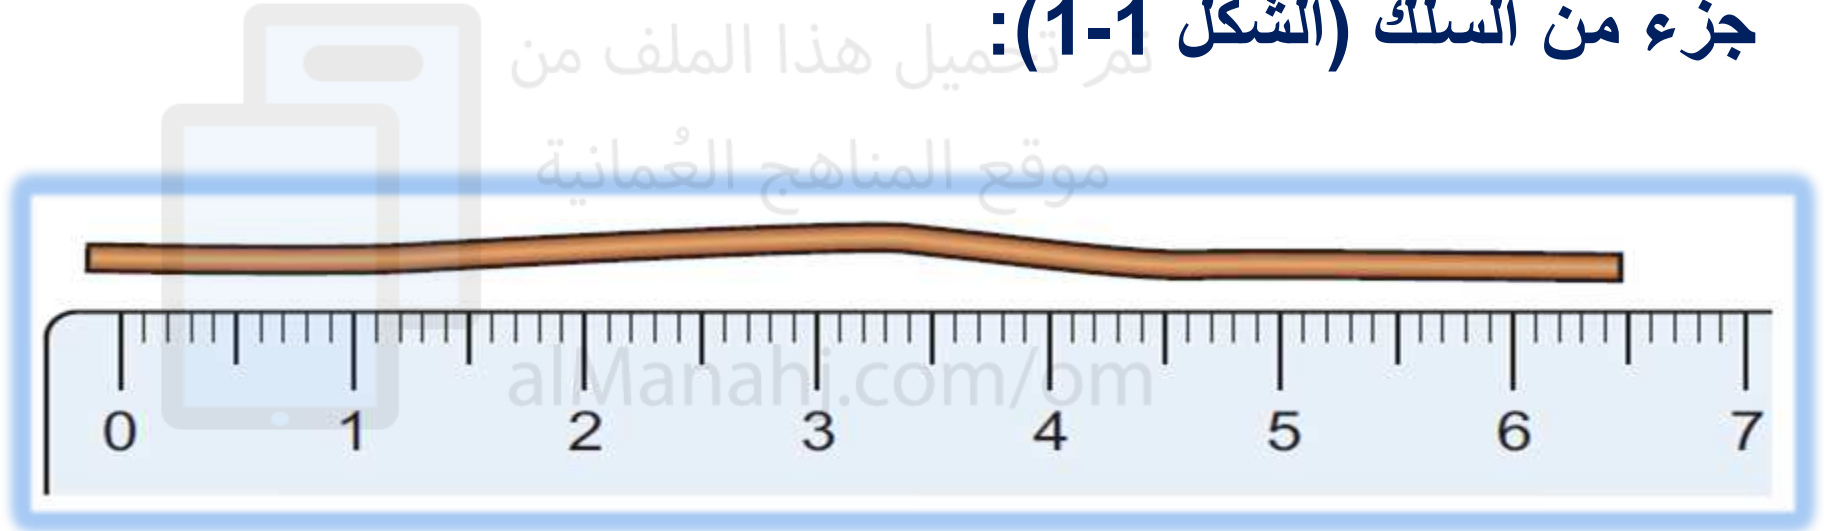 جزء من السلك (الشكل 1-1):
تم تحميل هذا الملف من
موقع المناهج العُمانية
alManahj.com/om
0 1 2 3 4 5 6 7